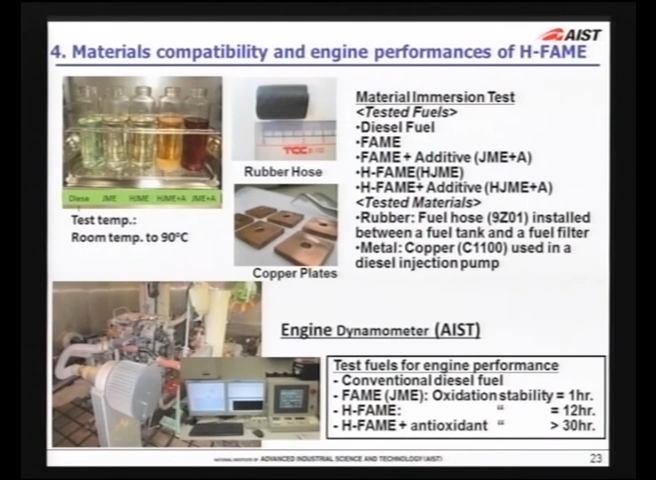 AIST
4. Materials compatibility and engine performances of H-FAME
Diesel JME HJME HJME+A JME+A
Test temp.:
Room temp. to 90°C
Rubber Hose
Copper Plates
Material Immersion Test
<Tested Fuels>
•Diesel Fuel
•FAME
•FAME+ Additive (JME+A)
•H-FAME(HJME)
•H-FAME+ Additive (HJME+A)
<Tested Materials>
•Rubber: Fuel hose (9Z01) installed
between a fuel tank and a fuel filter
•Metal: Copper (C1100) used in a
diesel injection pump
Engine Dynamometer (AIST)
Test fuels for engine performance
- Conventional diesel fuel
- FAME (JME): Oxidation stability = 1hr.
- H-FAME: “ = 12hr.
- H-FAME + antioxidant “ > 30hr.
NATIONAL INSTITUTE OF ADVANCED INDUSTRIAL SCIENCE AND TECHNOLOGY (AIST)
23